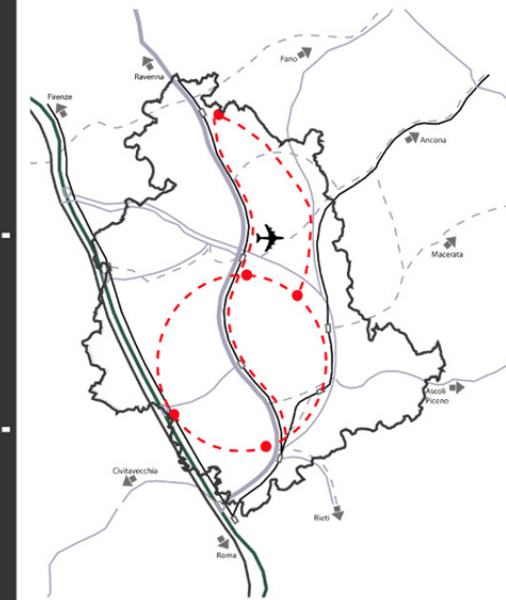 Fano
Ravenna
Firenze
Ancona
Macerata
Ascoli
Piceno
Civitavecchia
Rieti
Roma